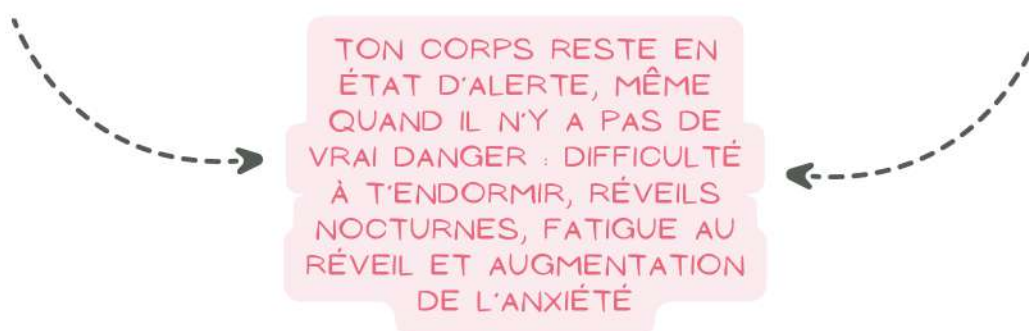 TON CORPS RESTE EN
ÉTAT D'ALERTE, MÊME
QUAND IL N'Y A PAS DE
VRAI DANGER : DIFFICULTÉ
À T'ENDORMIR, RÉVEILS
NOCTURNES, FATIGUE AU
RÉVEIL ET AUGMENTATION
DE L'ANXIÉTÉ